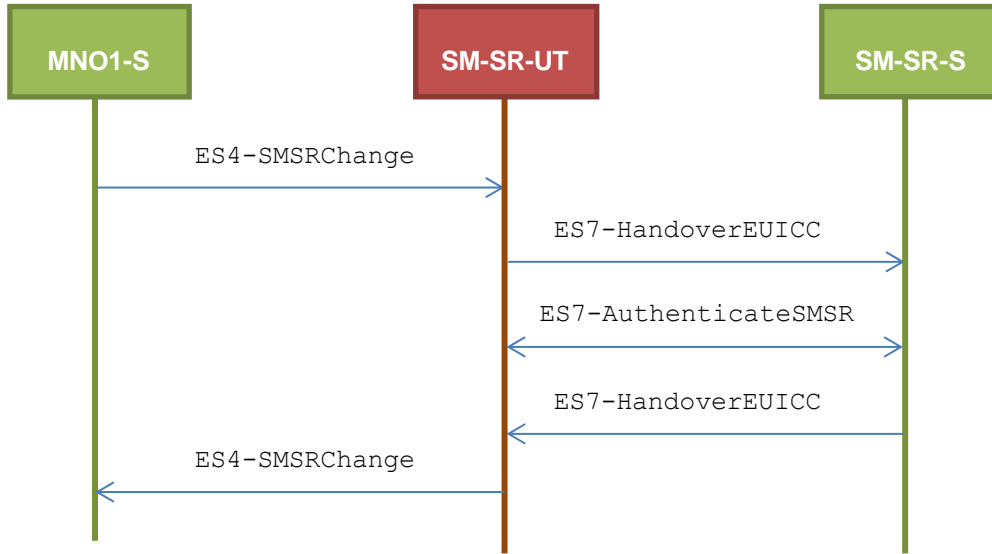 MNO1-S
SM-SR-UT
SM-SR-S
ES4-SMSRChange
ES7-HandoverEUICC
ES7-AuthenticateSMSR
ES7-HandoverEUICC
ES4-SMSRChange